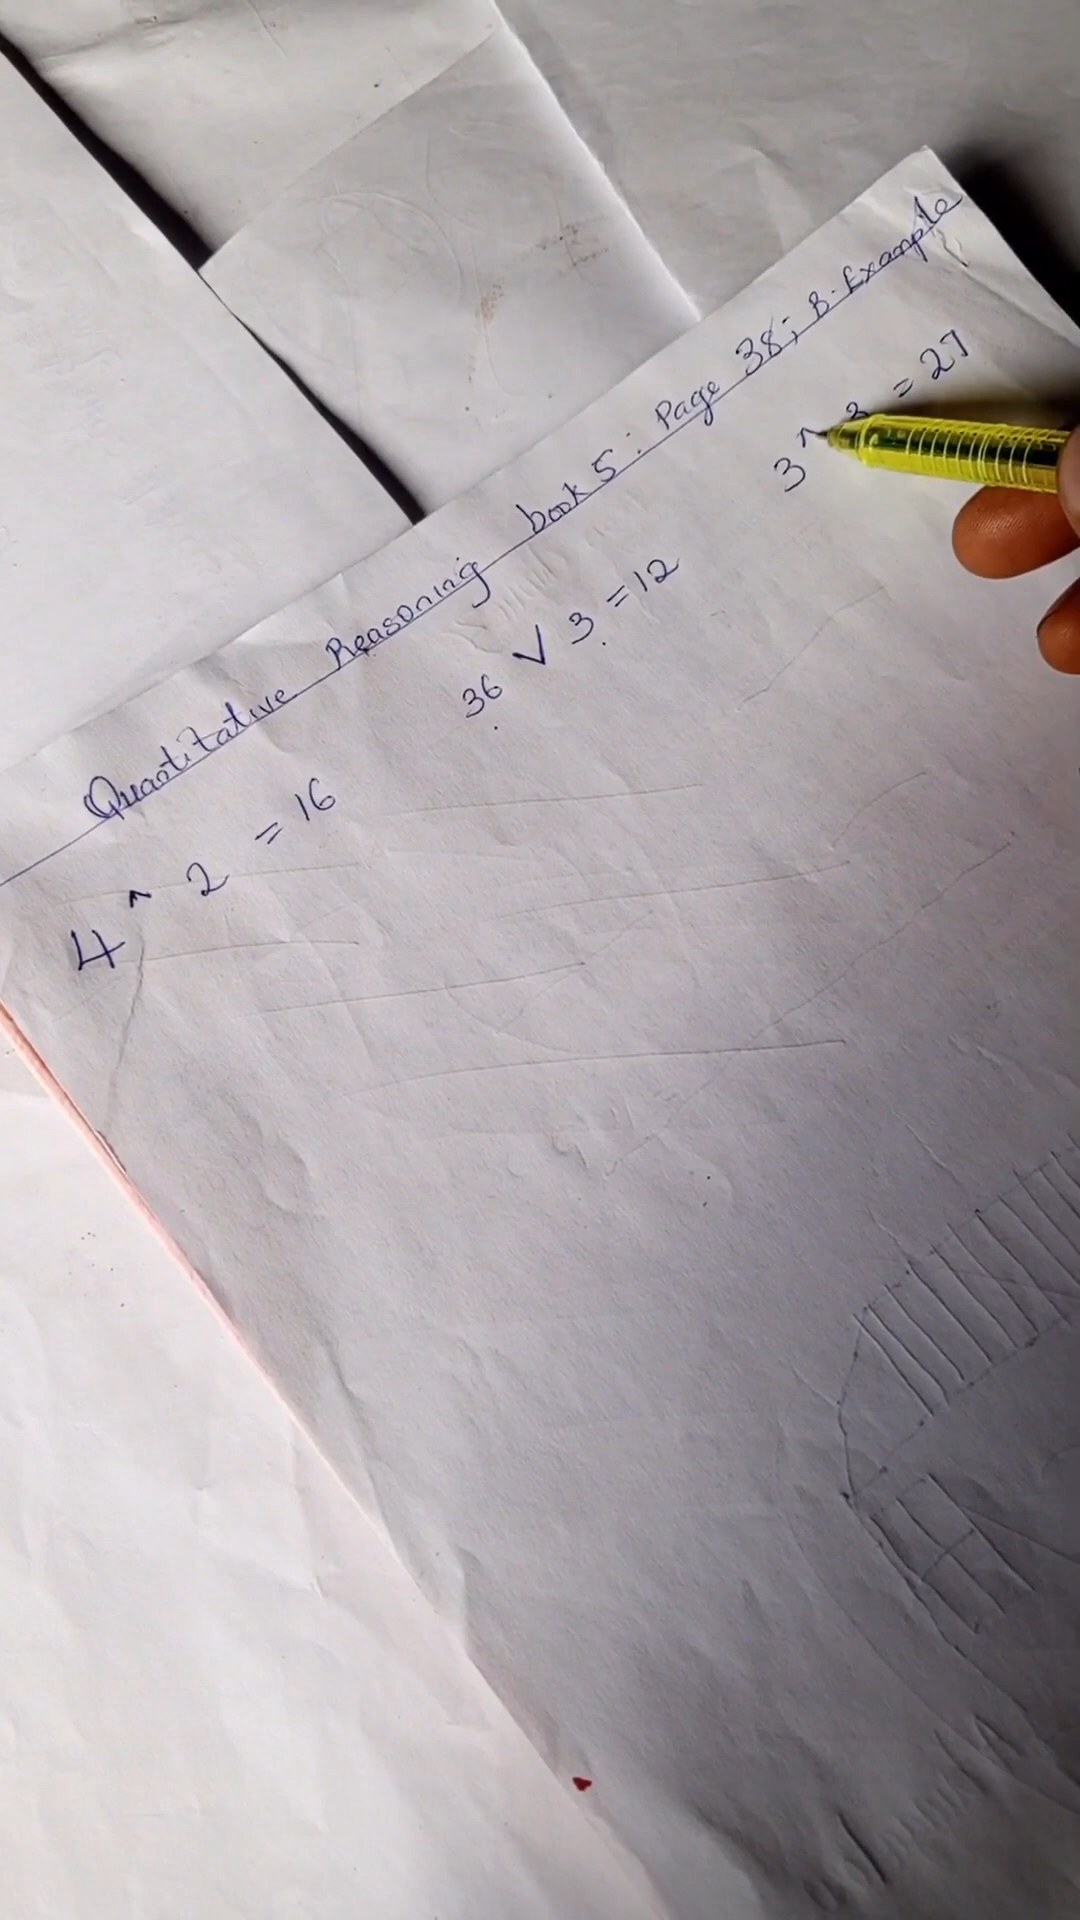 Quantitative Reasoning book 5: Page 38; B. Example
4 ^ 2 = 16
36 V 3 = 12
3 ^ 3 = 27